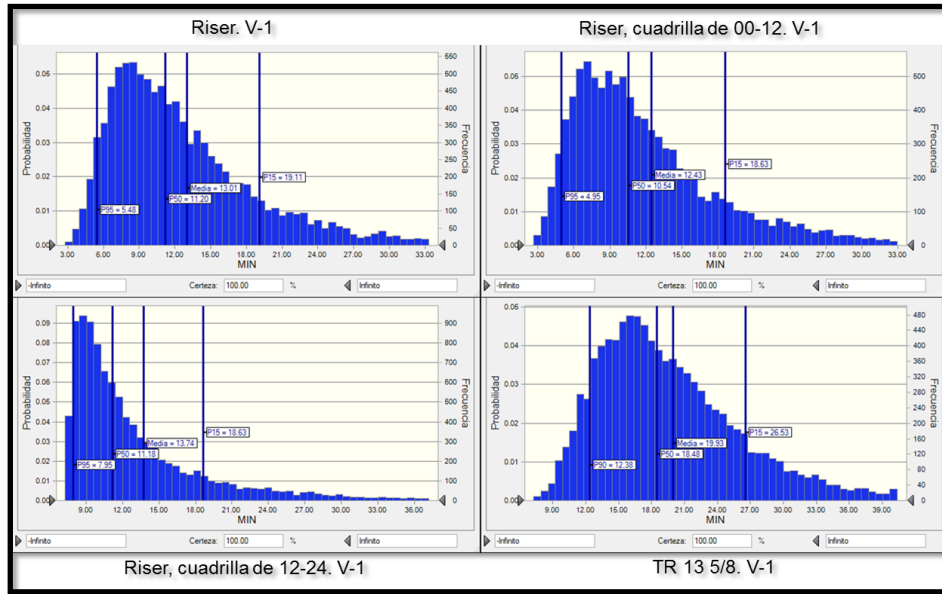 Riser. V-1
Riser, cuadrilla de 00-12. V-1
0.05
0.04
0.03
0.02
0.01
0.00
Probabilidad
550
500
450
400
350
300
250
200
150
100
50
0
Frecuencia
P95 = 5.48
P50 = 11.20
Media = 13.01
P15 = 19.11
3.00 6.00 9.00 12.00 15.00 18.00 21.00 24.00 27.00 30.00 33.00
MIN
-Infinito Certeza: 100.00 % Infinito
0.05
0.04
0.03
0.02
0.01
0.00
Probabilidad
600
400
200
0
Frecuencia
P95 = 4.95
P50 = 10.54
Media = 12.43
P15 = 18.63
3.00 6.00 9.00 12.00 15.00 18.00 21.00 24.00 27.00 30.00 33.00
MIN
-Infinito Certeza: 100.00 % Infinito
0.09
0.08
0.07
0.06
0.05
0.04
0.03
0.02
0.01
0.00
Probabilidad
900
800
700
600
500
400
300
200
100
0
Frecuencia
P95 = 7.95
P50 = 11.18
Media = 13.74
P15 = 18.63
9.00 12.00 15.00 18.00 21.00 24.00 27.00 30.00 33.00 36.00
MIN
-Infinito Certeza: 100.00 % Infinito
0.05
0.04
0.03
0.02
0.01
0.00
Probabilidad
480
440
400
360
320
280
240
200
160
120
80
40
0
Frecuencia
P90 = 12.38
P50 = 18.48
Media = 19.93
P15 = 26.53
9.00 12.00 15.00 18.00 21.00 24.00 27.00 30.00 33.00 36.00 39.00
MIN
-Infinito Certeza: 100.00 % Infinito
Riser, cuadrilla de 12-24. V-1
TR 13 5/8. V-1